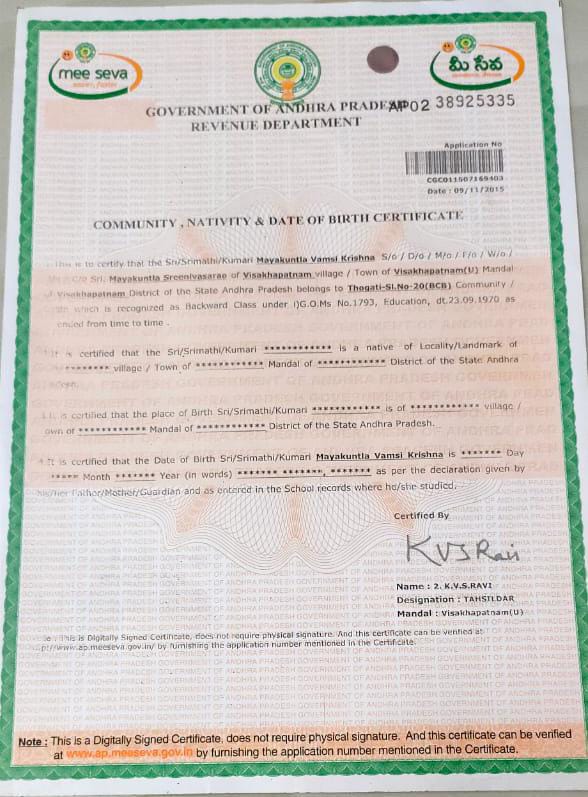 mee seva
మీ సేవ
GOVERNMENT OF ANDHRA PRADESH
AP02 38925335
REVENUE DEPARTMENT
Application No
CGC011507169403
Date : 09/11/2015
COMMUNITY , NATIVITY & DATE OF BIRTH CERTIFICATE
This is to certify that the Sri/Srimathi/Kumari Mayakuntla Vamsi Krishna S/o / D/o / M/o / F/o / W/o /
C/o Sri. Mayakuntla Sreenivasarao of Visakhapatnam village / Town of Visakhapatnam(U) Mandal
of Visakhapatnam District of the State Andhra Pradesh belongs to Thogati-Sl.No-20(BCB) Community /
which is recognized as Backward Class under I)G.O.Ms No.1793, Education, dt.23.09.1970 as
ended from time to time .
It is certified that the Sri/Srimathi/Kumari ************ is a native of Locality/Landmark of
******** village / Town of ************ Mandal of ************ District of the State Andhra
adesh.
It is certified that the place of Birth Sri/Srimathi/Kumari ************ is of ************ village /
own of ************ Mandal of ************ District of the State Andhra Pradesh.
It is certified that the Date of Birth Sri/Srimathi/Kumari Mayakuntla Vamsi Krishna is ******* Day
***** Month ******* Year (in words) ******* *******, ******* as per the declaration given by
his/her Father/Mother/Guardian and as entered in the School records where he/she studied.
Certified By
K V S Ravi
Name : 2. K.V.S.RAVI
Designation : TAHSILDAR
Mandal : Visakhapatnam(U)
This is Digitally Signed Certificate, does not require physical signature. And this certificate can be verified at
p://www.ap.meeseva.gov.in/ by furnishing the application number mentioned in the Certificate.
Note : This is a Digitally Signed Certificate, does not require physical signature. And this certificate can be verified
at www.ap.meeseva.gov.in by furnishing the application number mentioned in the Certificate.